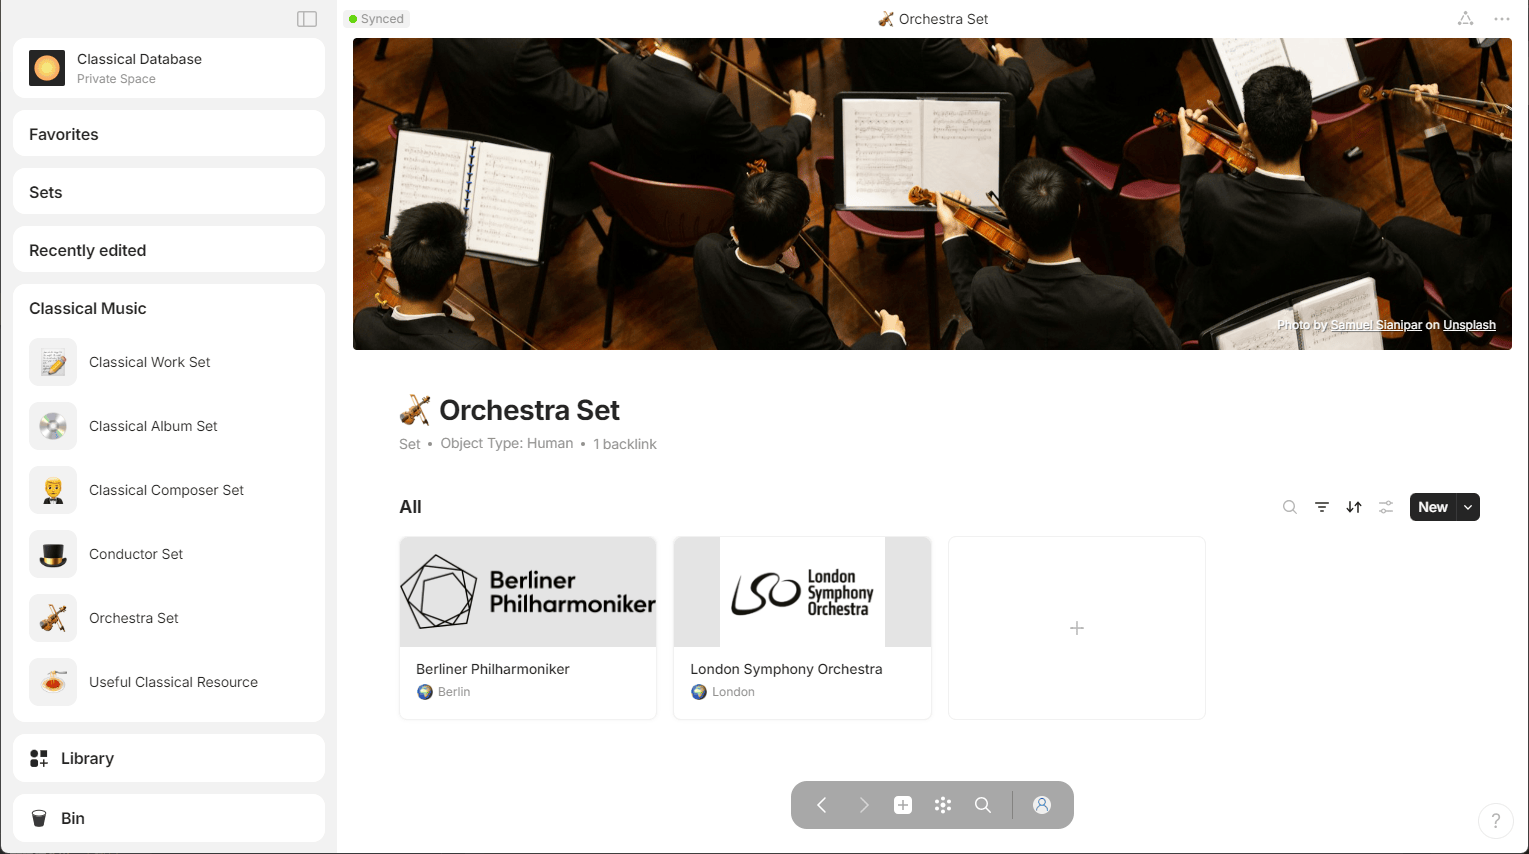 Synced
Orchestra Set
Classical Database
Private Space
Favorites
Sets
Recently edited
Classical Music
Classical Work Set
Classical Album Set
Classical Composer Set
Conductor Set
Orchestra Set
Useful Classical Resource
Library
Bin
Photo by Samuel Sianipar on Unsplash
Orchestra Set
Set • Object Type: Human • 1 backlink
All
New
Berliner
Philharmoniker
Berliner Philharmoniker
Berlin
LSO
London
Symphony
Orchestra
London Symphony Orchestra
London
?